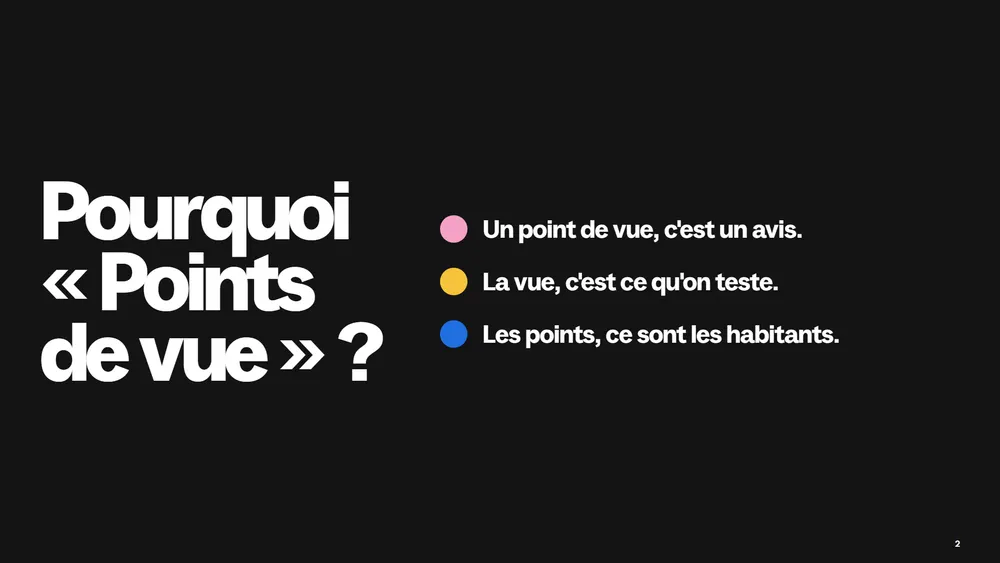 Pourquoi
« Points
de vue » ?
Un point de vue, c'est un avis.
La vue, c'est ce qu'on teste.
Les points, ce sont les habitants.
2